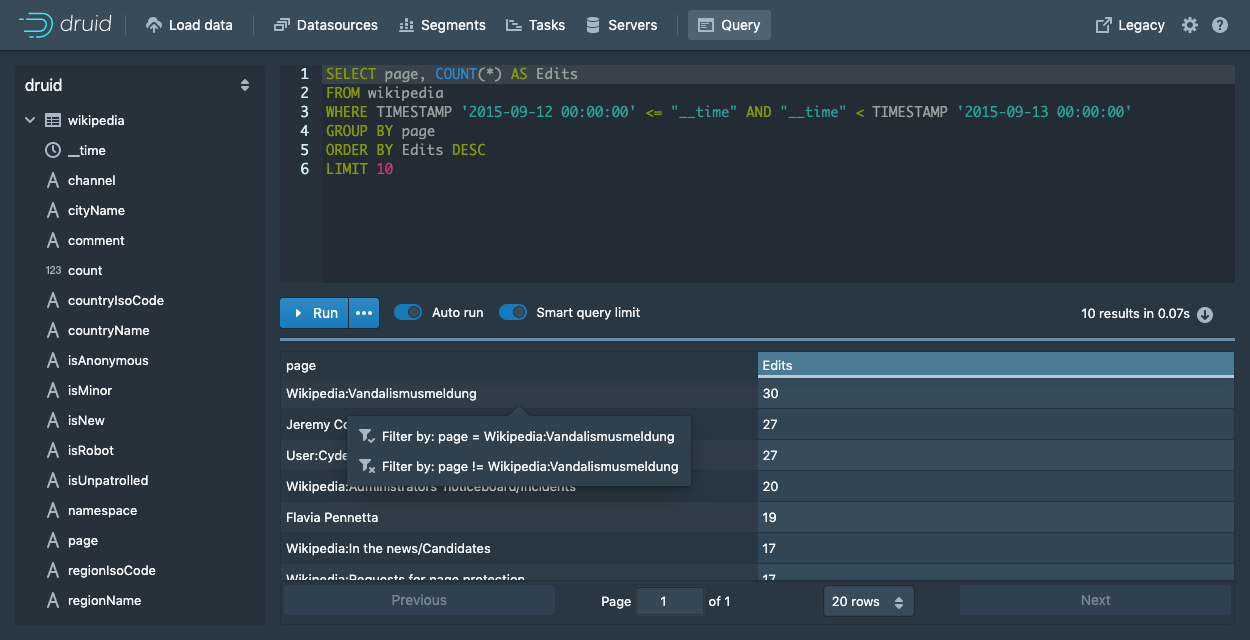 druid
Load data
Datasources
Segments
Tasks
Servers
Query
Legacy
druid
wikipedia
__time
channel
cityName
comment
123 count
countryIsoCode
countryName
isAnonymous
isMinor
isNew
isRobot
isUnpatrolled
namespace
page
regionIsoCode
regionName
1 SELECT page, COUNT(*) AS Edits
2 FROM wikipedia
3 WHERE TIMESTAMP '2015-09-12 00:00:00' <= "__time" AND "__time" < TIMESTAMP '2015-09-13 00:00:00'
4 GROUP BY page
5 ORDER BY Edits DESC
6 LIMIT 10
Run
Auto run
Smart query limit
10 results in 0.07s
page Edits
Wikipedia:Vandalismusmeldung 30
Jeremy Co 27
Filter by: page = Wikipedia:Vandalismusmeldung
User:Cyde 27
Filter by: page != Wikipedia:Vandalismusmeldung
Wikipedia:Administrators' noticeboard/Incidents 20
Flavia Pennetta 19
Wikipedia:In the news/Candidates 17
Wikipedia:Requests for page protection 17
Previous
Page 1 of 1
20 rows
Next